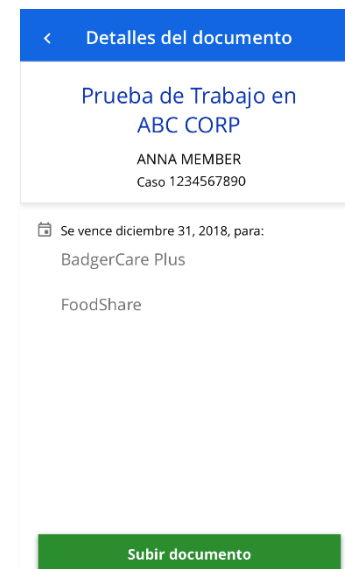 Detalles del documento
Prueba de Trabajo en
ABC CORP
ANNA MEMBER
Caso 1234567890
Se vence diciembre 31, 2018, para:
BadgerCare Plus
FoodShare
Subir documento